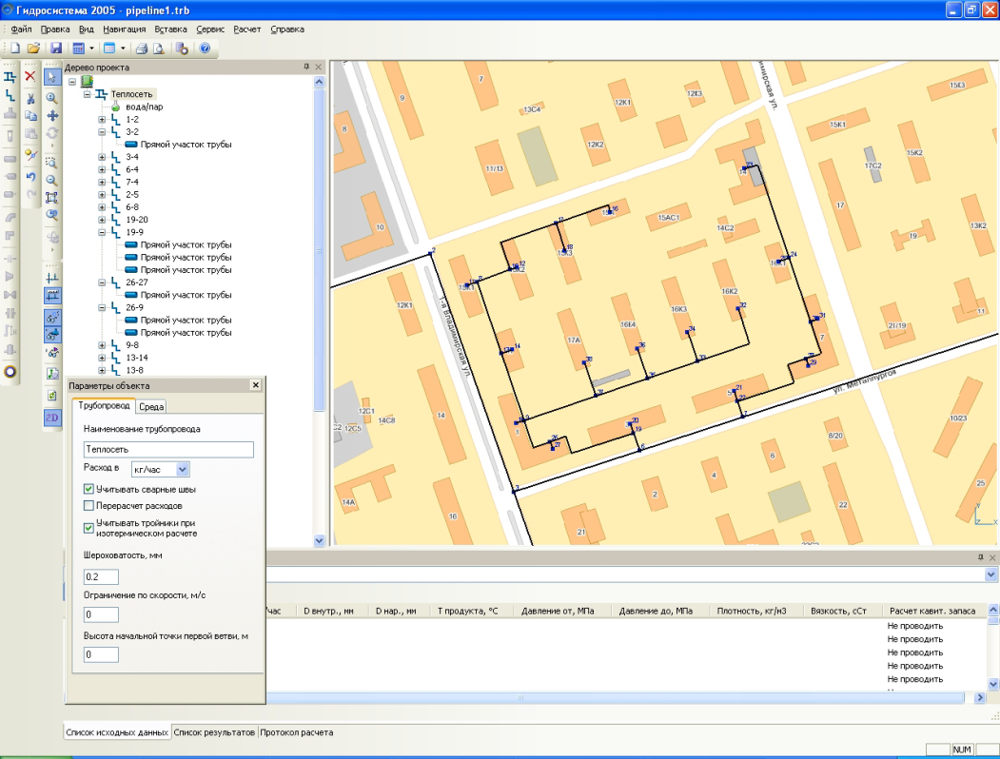 Гидросистема 2005 - pipeline1.trb
Файл Правка Вид Навигация Вставка Сервис Расчет Справка
Дерево проекта
Теплосеть
вода/пар
1-2
3-2
Прямой участок трубы
3-4
6-4
7-4
2-5
6-8
19-20
19-9
Прямой участок трубы
Прямой участок трубы
Прямой участок трубы
26-27
Прямой участок трубы
26-9
Прямой участок трубы
Прямой участок трубы
9-8
13-14
13-8
2D
Параметры объекта
Трубопровод Среда
Наименование трубопровода
Теплосеть
Расход в кг/час
Учитывать сварные швы
Перерасчет расходов
Учитывать тройники при
изотермическом расчете
Шероховатость, мм
0.2
Ограничение по скорости, м/с
0
Высота начальной точки первой ветви, м
0
7
9
13С4
12К1
12К3
15К3
8
12К2
15К1
15К2
11/13
17С2
17
10
15АС1
14С2
19
13К2
12К1
16К2
16К3
16К4
17А
21/19
11
7
1-я Владимирская ул.
ул. Металлургов
14
12С1
14С8
12С5
1
5
8/20
10/23
6
4
2
14А
16
21
22
25
/час D внутр., мм D нар., мм T продукта, °C Давление от, МПа Давление до, МПа Плотность, кг/м3 Вязкость, сСт Расчет кавит. запаса
Не проводить
Не проводить
Не проводить
Не проводить
Не проводить
Список исходных данных Список результатов Протокол расчета
NUM